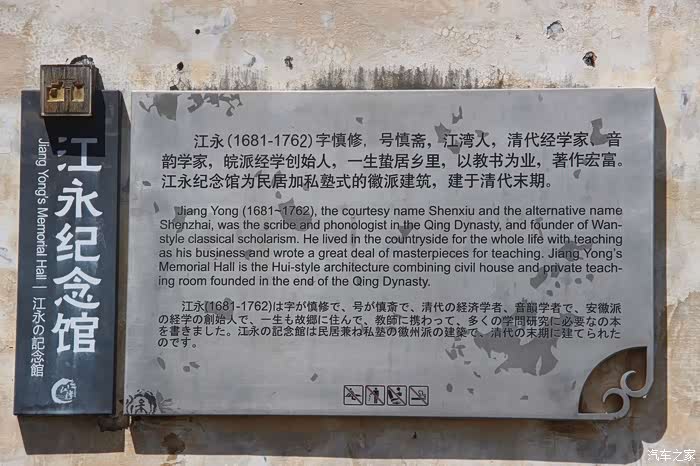 江永纪念馆
Jiang Yong's Memorial Hall | 江永の記念館
江永(1681-1762)字慎修，号慎斋，江湾人，清代经学家、音
韵学家，皖派经学创始人，一生蛰居乡里，以教书为业，著作宏富。
江永纪念馆为民居加私塾式的徽派建筑，建于清代末期。
Jiang Yong (1681~1762), the courtesy name Shenxiu and the alternative name
Shenzhai, was the scribe and phonologist in the Qing Dynasty, and founder of Wan-
style classical scholarism. He lived in the countryside for the whole life with teaching
as his business and wrote a great deal of masterpieces for teaching. Jiang Yong's
Memorial Hall is the Hui-style architecture combining civil house and private teach-
ing room founded in the end of the Qing Dynasty.
江永(1681-1762)は字が慎修で、号が慎斎で、清代の経済学者、音韻学者で、安徽派
の経学の創始人で、一生も故郷に住んで、教師に携わって、多くの学問研究に必要なの本
を書きました。江永の記念館は民居兼ね私塾の徽州派の建築で、清代の末期に建てられた
のです。
汽车之家